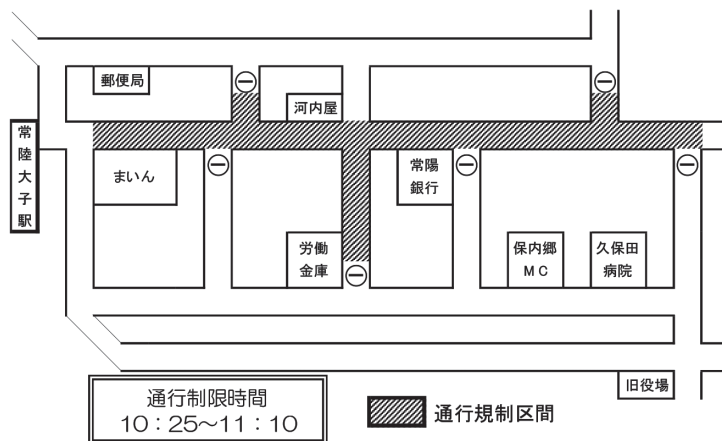 郵便局
河内屋
常陸大子駅
まいん
常陽
銀行
労働
金庫
保内郷
MC
久保田
病院
旧役場
通行制限時間
10：25～11：10
通行規制区間